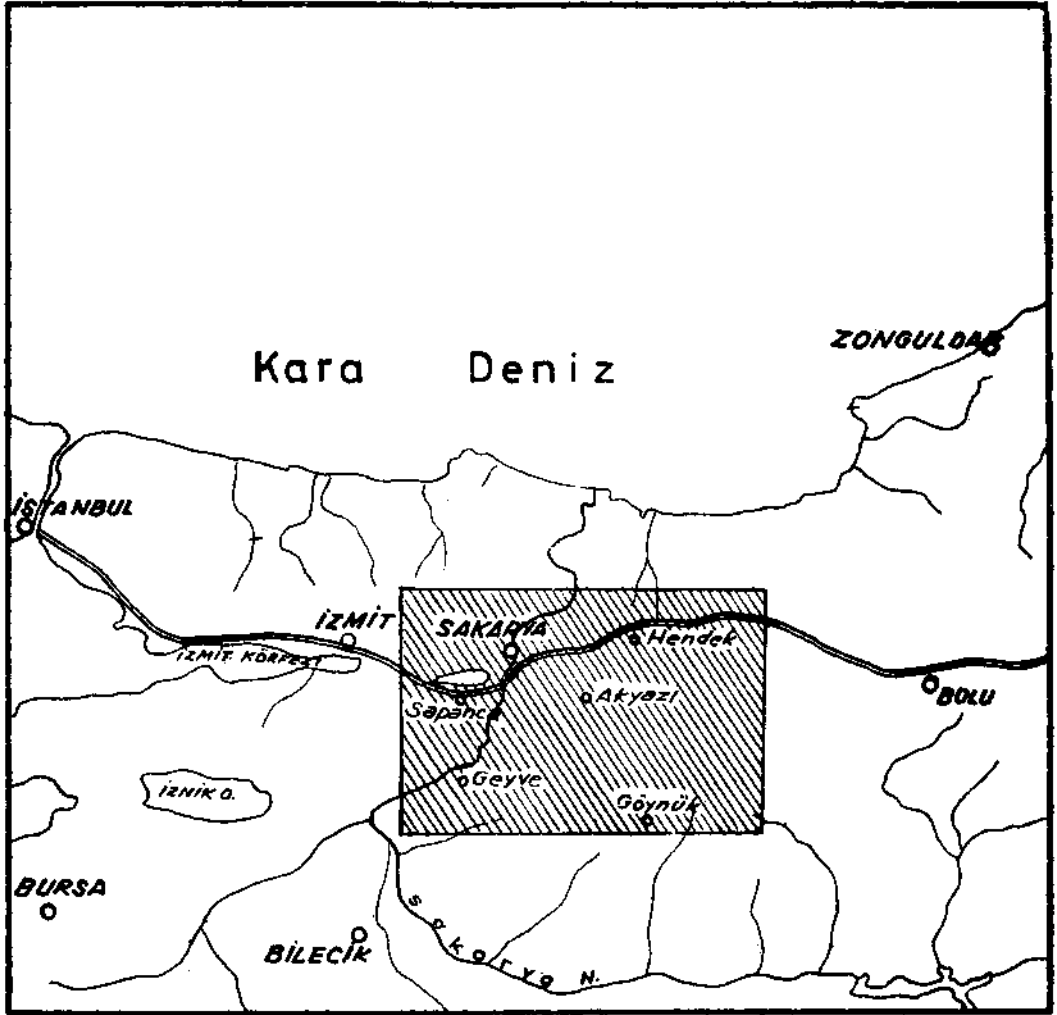 ZONGULDAK
Kara Deniz
İSTANBUL
İZMİT
SAKARYA
Hendek
İZMİT KÖRFEZİ
Sapanca
Akyazı
BOLU
Geyve
İZNİK G.
Göynük
BURSA
BİLECİK
Sakarya N.